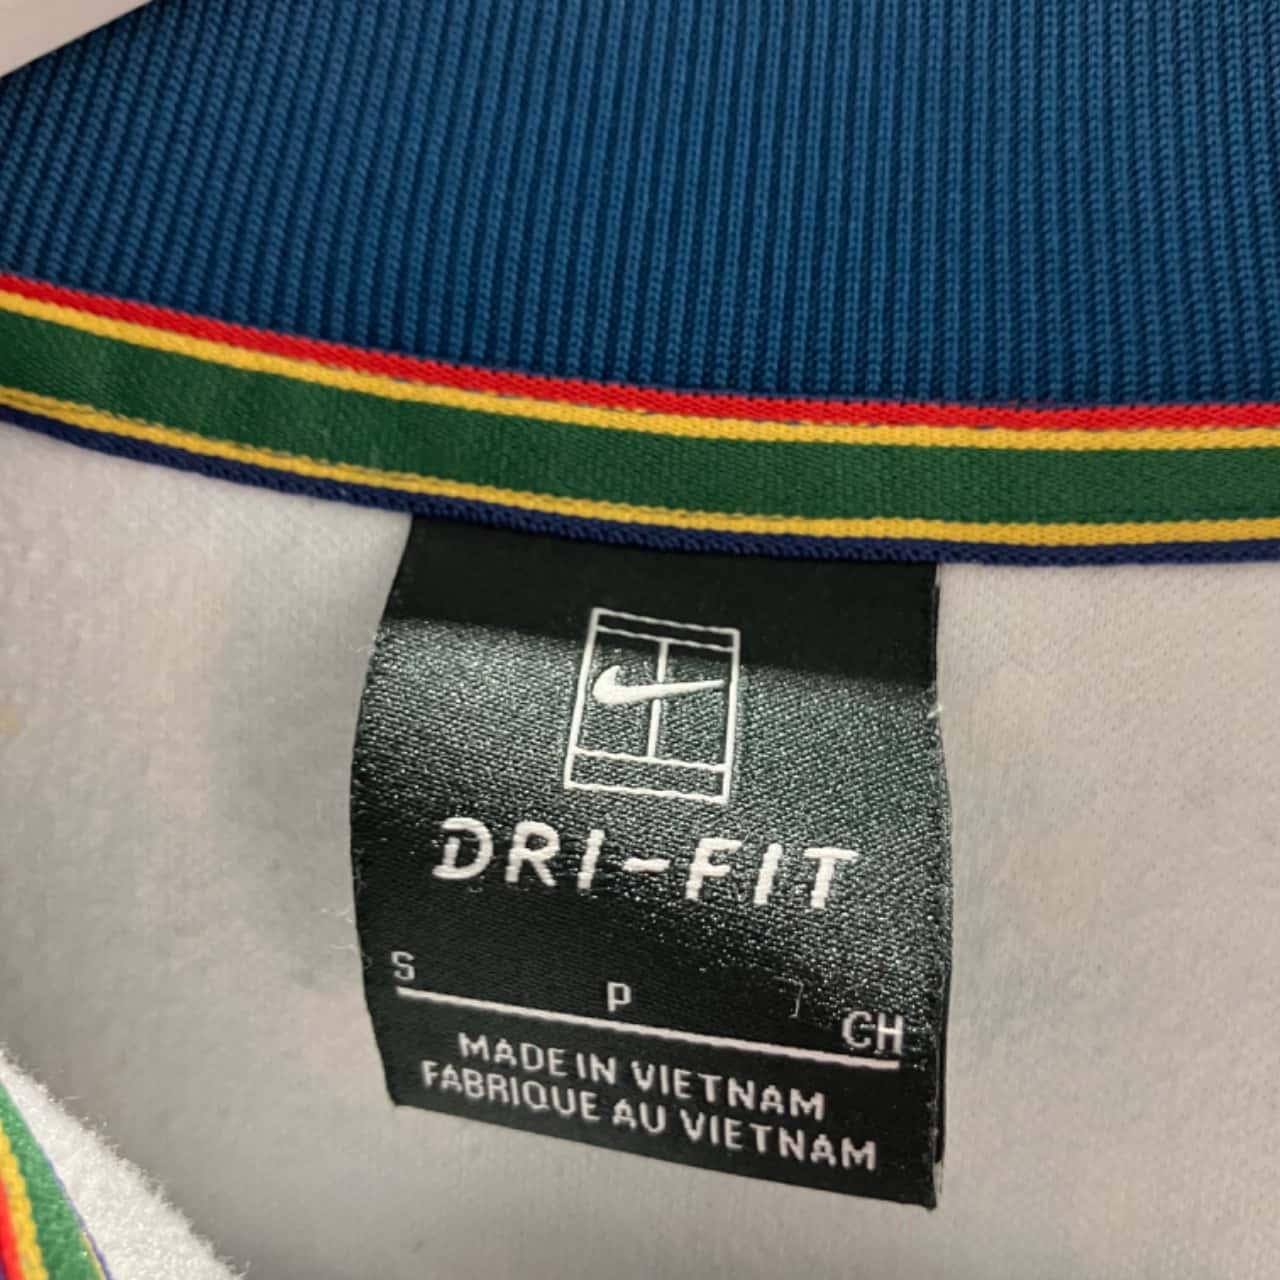 DRI-FIT
S P CH
MADE IN VIETNAM
FABRIQUE AU VIETNAM